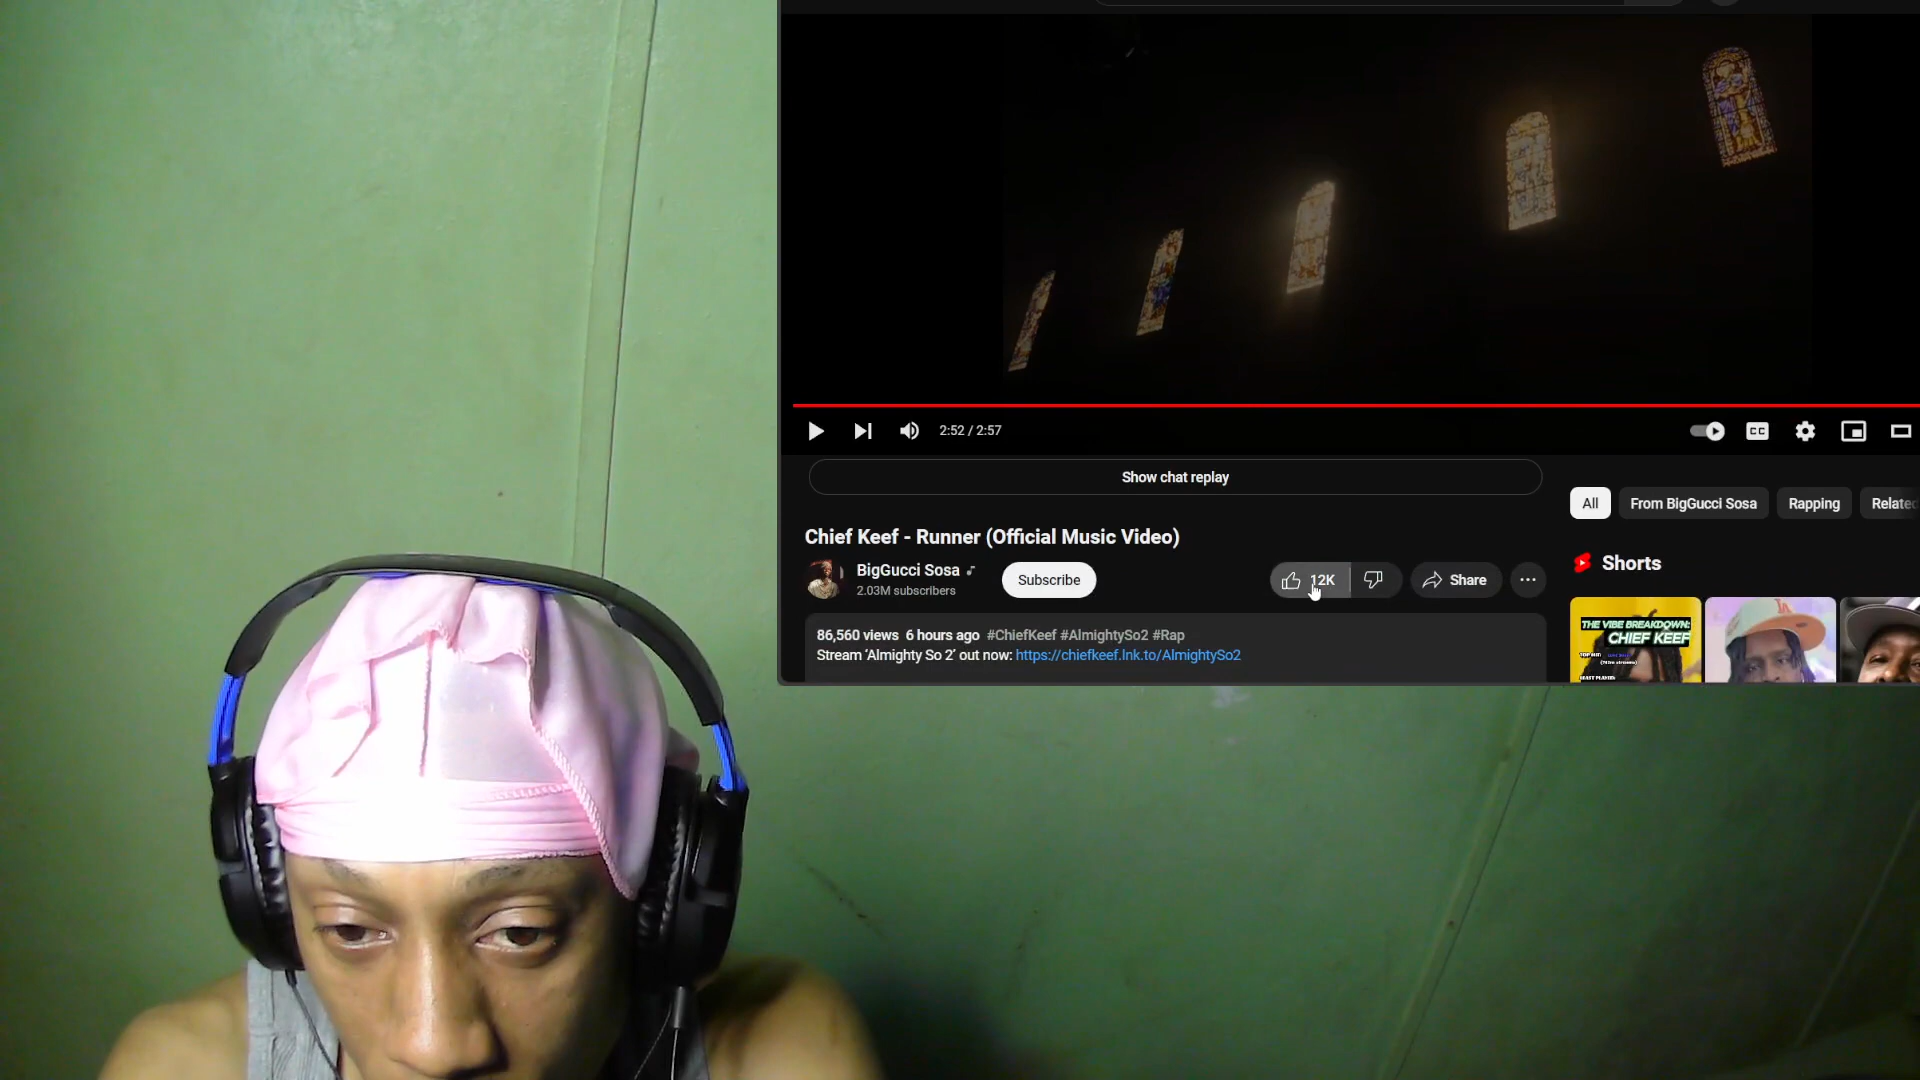 2:52 / 2:57
CC
Show chat replay
All
From BigGucci Sosa
Rapping
Chief Keef - Runner (Official Music Video)
BigGucci Sosa
2.03M subscribers
Subscribe
12K
Share
Shorts
86,560 views 6 hours ago #ChiefKeef #AlmightySo2 #Rap
Stream 'Almighty So 2' out now: https://chiefkeef.lnk.to/AlmightySo2
THE VIBE BREAKDOWN:
CHIEF KEEF